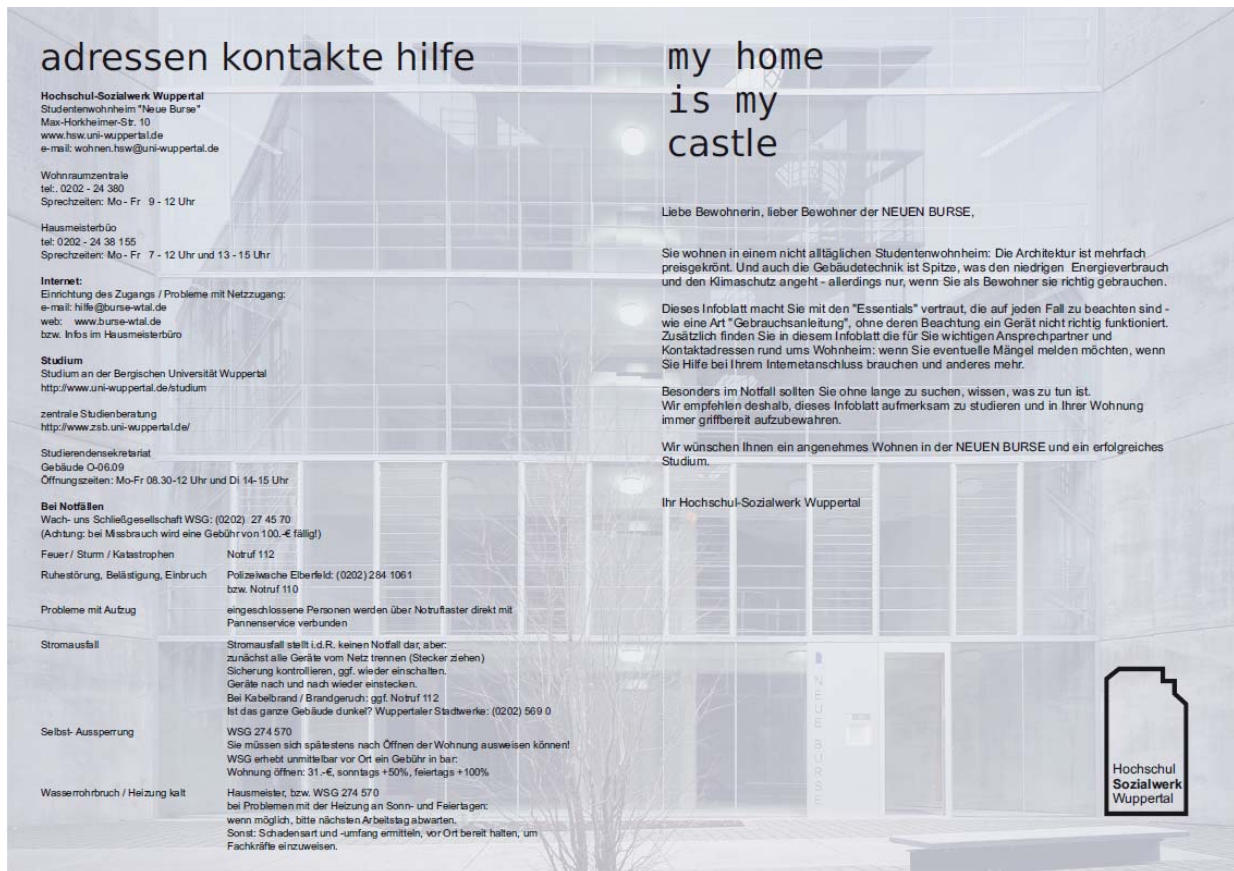 adressen kontakte hilfe
Hochschul-Sozialwerk Wuppertal
Studentenwohnheim "Neue Burse"
Max-Horkheimer-Str. 10
www.hsw.uni-wuppertal.de
e-mail: wohnen.hsw@uni-wuppertal.de
Wohnraumzentrale
tel:. 0202 - 24 380
Sprechzeiten: Mo - Fr 9 - 12 Uhr
Hausmeisterbüo
tel: 0202 - 24 38 155
Sprechzeiten: Mo - Fr 7 - 12 Uhr und 13 - 15 Uhr
Internet:
Einrichtung des Zugangs / Probleme mit Netzzugang:
e-mail: hilfe@burse-wtal.de
web: www.burse-wtal.de
bzw. Infos im Hausmeisterbüro
Studium
Studium an der Bergischen Universität Wuppertal
http://www.uni-wuppertal.de/studium
zentrale Studienberatung
http://www.zsb.uni-wuppertal.de/
Studierendensekretariat
Gebäude O-06.09
Öffnungszeiten: Mo-Fr 08.30-12 Uhr und Di 14-15 Uhr
Bei Notfällen
Wach- uns Schließgesellschaft WSG: (0202) 27 45 70
(Achtung: bei Missbrauch wird eine Gebühr von 100.-€ fällig!)
Feuer / Sturm / Katastrophen Notruf 112
Ruhestörung, Belästigung, Einbruch Polizeiwache Elberfeld: (0202) 284 1061
bzw. Notruf 110
Probleme mit Aufzug eingeschlossene Personen werden über Notruftaster direkt mit
Pannenservice verbunden
Stromausfall Stromausfall stellt i.d.R. keinen Notfall dar, aber:
zunächst alle Geräte vom Netz trennen (Stecker ziehen)
Sicherung kontrollieren, ggf. wieder einschalten.
Geräte nach und nach wieder einstecken.
Bei Kabelbrand / Brandgeruch: ggf. Notruf 112
Ist das ganze Gebäude dunkel? Wuppertaler Stadtwerke: (0202) 569 0
Selbst- Aussperrung WSG 274 570
Sie müssen sich spätestens nach Öffnen der Wohnung ausweisen können!
WSG erhebt unmittelbar vor Ort ein Gebühr in bar:
Wohnung öffnen: 31.-€, sonntags +50%, feiertags +100%
Wasserrohrbruch / Heizung kalt Hausmeister, bzw. WSG 274 570
bei Problemen mit der Heizung an Sonn- und Feiertagen:
wenn möglich, bitte nächsten Arbeitstag abwarten.
Sonst: Schadensart und -umfang ermitteln, vor Ort bereit halten, um
Fachkräfte einzuweisen.
my home
is my
castle
Liebe Bewohnerin, lieber Bewohner der NEUEN BURSE,
Sie wohnen in einem nicht alltäglichen Studentenwohnheim: Die Architektur ist mehrfach
preisgekrönt. Und auch die Gebäudetechnik ist Spitze, was den niedrigen Energieverbrauch
und den Klimaschutz angeht - allerdings nur, wenn Sie als Bewohner sie richtig gebrauchen.
Dieses Infoblatt macht Sie mit den "Essentials" vertraut, die auf jeden Fall zu beachten sind -
wie eine Art "Gebrauchsanleitung", ohne deren Beachtung ein Gerät nicht richtig funktioniert.
Zusätzlich finden Sie in diesem Infoblatt die für Sie wichtigen Ansprechpartner und
Kontaktadressen rund ums Wohnheim: wenn Sie eventuelle Mängel melden möchten, wenn
Sie Hilfe bei Ihrem Internetanschluss brauchen und anderes mehr.
Besonders im Notfall sollten Sie ohne lange zu suchen, wissen, was zu tun ist.
Wir empfehlen deshalb, dieses Infoblatt aufmerksam zu studieren und in Ihrer Wohnung
immer griffbereit aufzubewahren.
Wir wünschen Ihnen ein angenehmes Wohnen in der NEUEN BURSE und ein erfolgreiches
Studium.
Ihr Hochschul-Sozialwerk Wuppertal
NEUE BURSE
Hochschul
Sozialwerk
Wuppertal